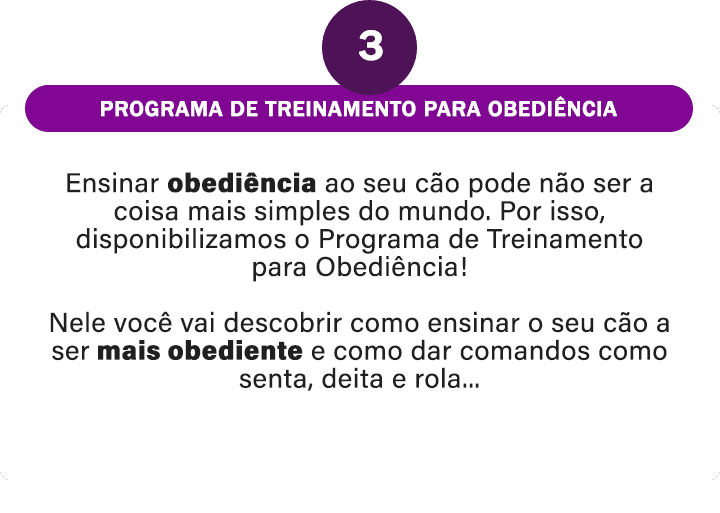 3
PROGRAMA DE TREINAMENTO PARA OBEDIÊNCIA
Ensinar obediência ao seu cão pode não ser a
coisa mais simples do mundo. Por isso,
disponibilizamos o Programa de Treinamento
para Obediência!
Nele você vai descobrir como ensinar o seu cão a
ser mais obediente e como dar comandos como
senta, deita e rola...